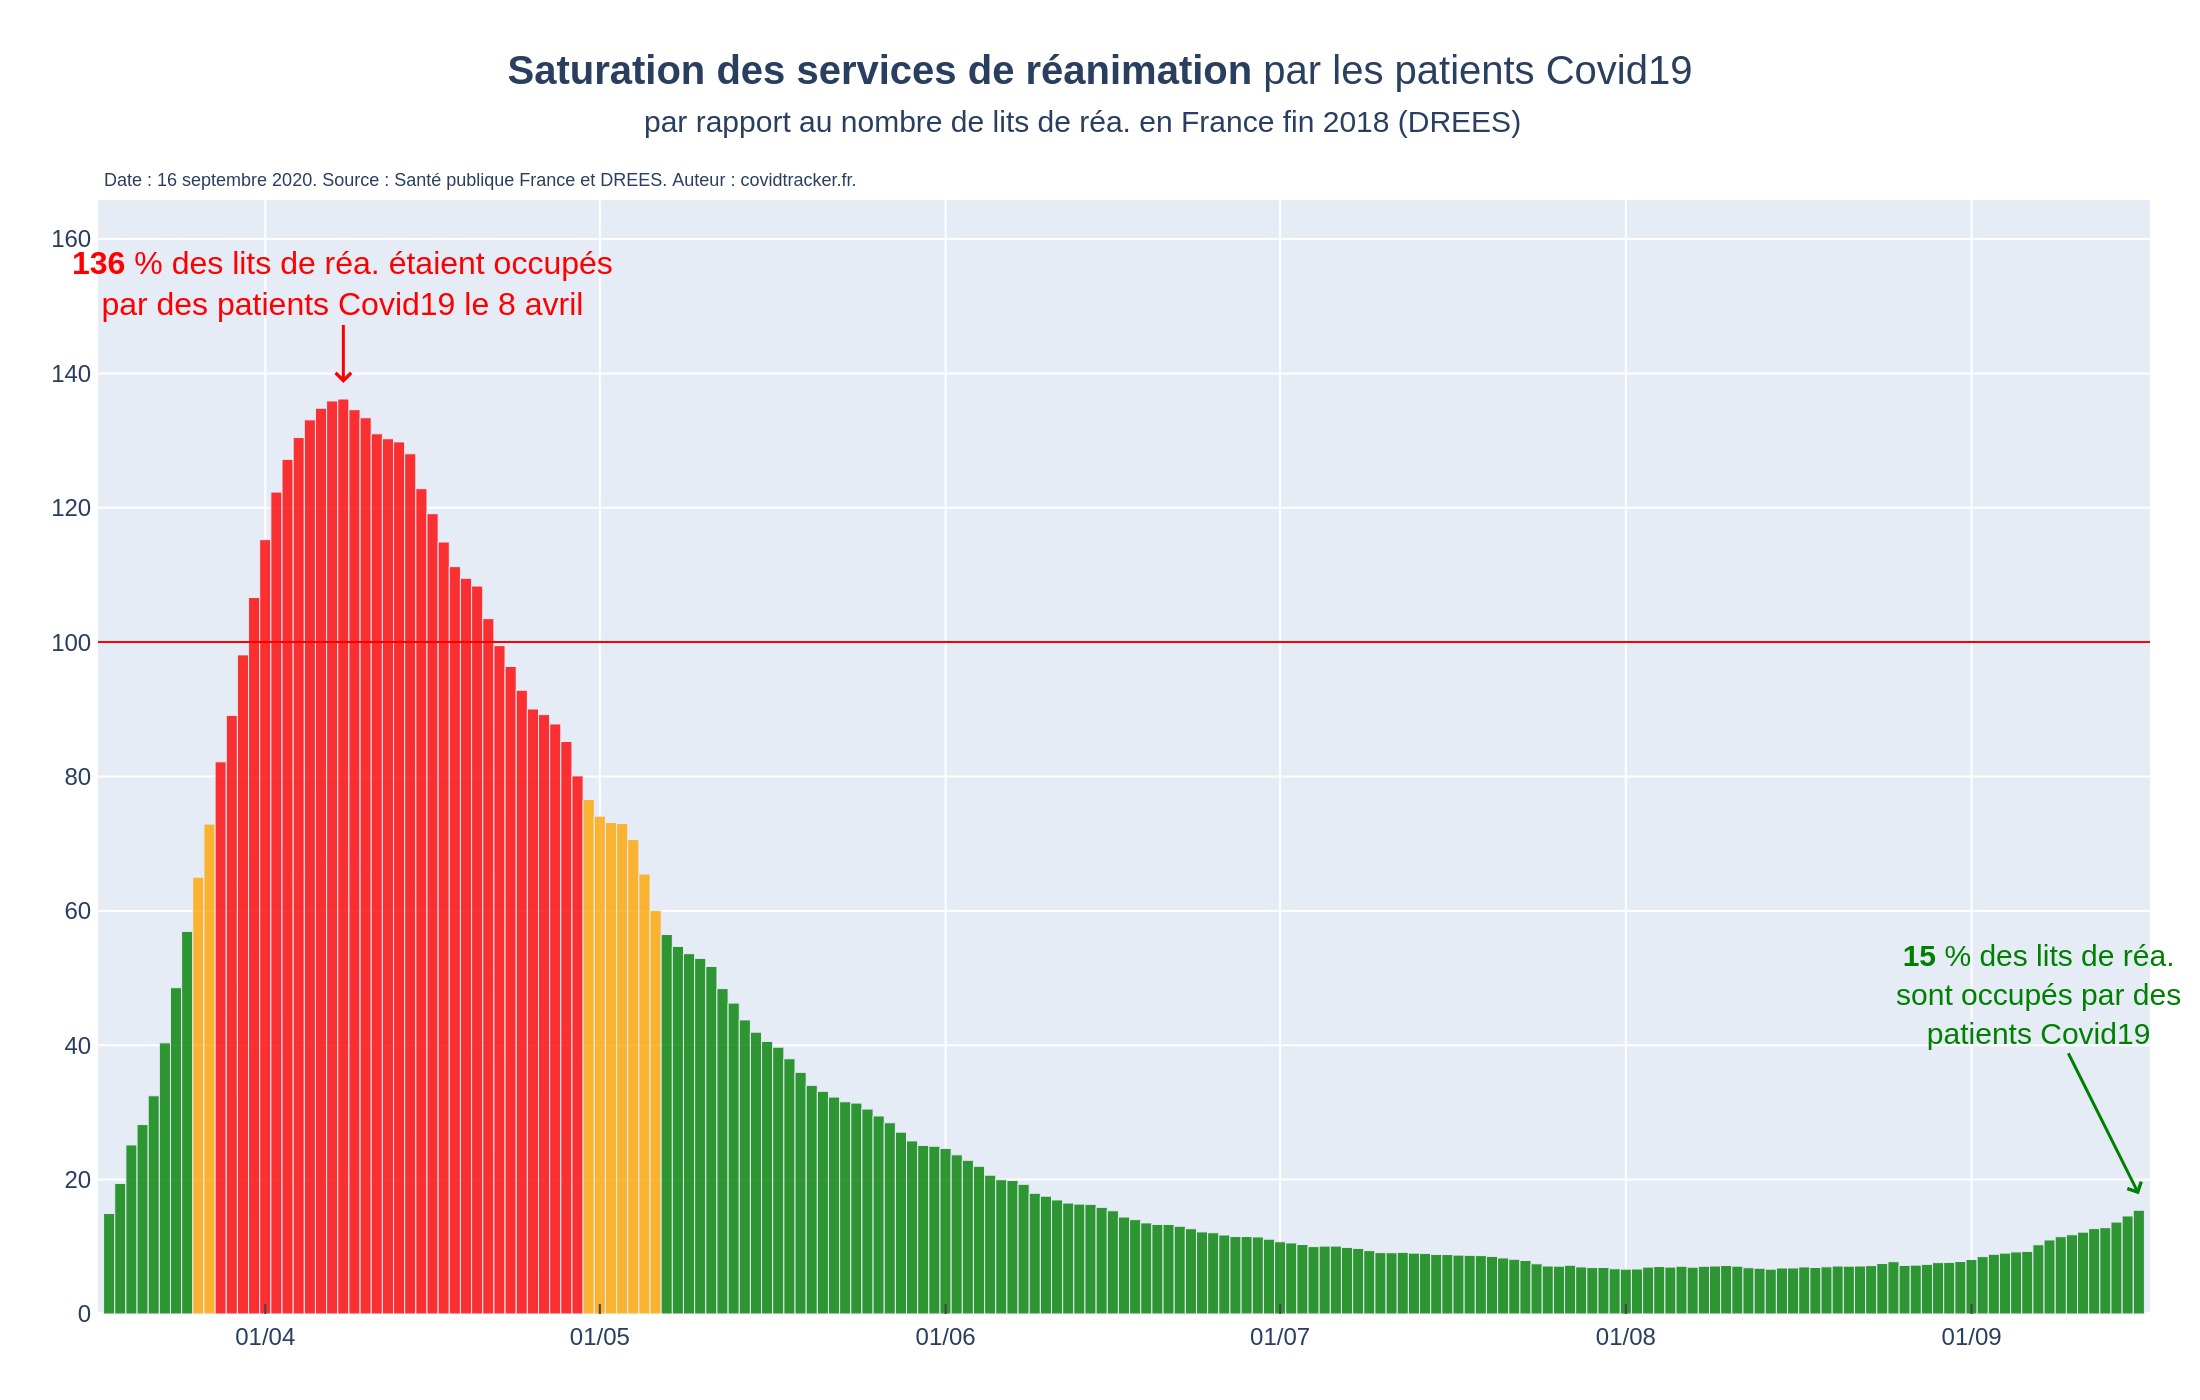 Saturation des services de réanimation par les patients Covid19
par rapport au nombre de lits de réa. en France fin 2018 (DREES)
Date : 16 septembre 2020. Source : Santé publique France et DREES. Auteur : covidtracker.fr.
160
136 % des lits de réa. étaient occupés
par des patients Covid19 le 8 avril
140
120
100
80
60
15 % des lits de réa.
sont occupés par des
patients Covid19
40
20
0
01/04
01/05
01/06
01/07
01/08
01/09